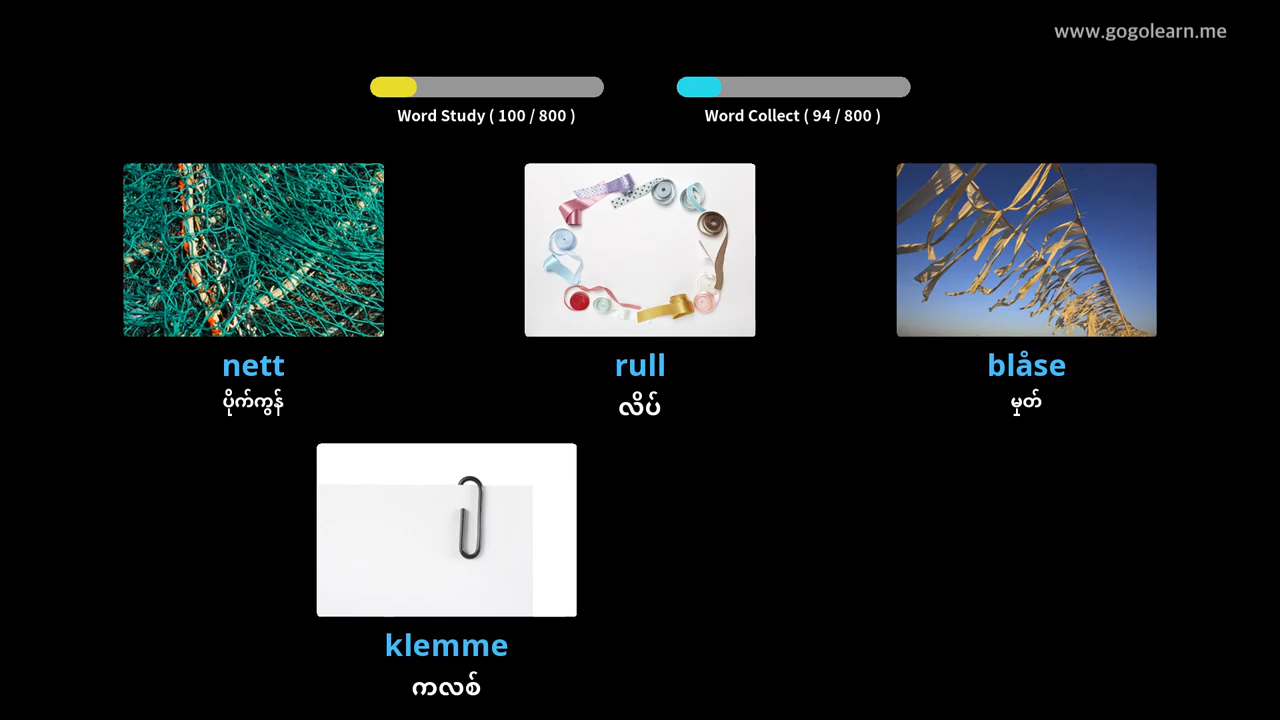 www.gogolearn.me
Word Study ( 100 / 800 )
Word Collect ( 94 / 800 )
nett
ပိုက်ကွန်
rull
လိပ်
blåse
မှုတ်
klemme
ကလစ်